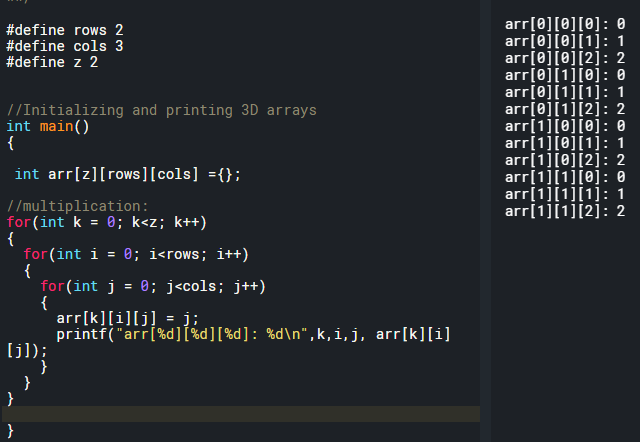 #define rows 2
#define cols 3
#define z 2
//Initializing and printing 3D arrays
int main()
{
int arr[z][rows][cols] ={};
//multiplication:
for(int k = 0; k<z; k++)
{
for(int i = 0; i<rows; i++)
{
for(int j = 0; j<cols; j++)
{
arr[k][i][j] = j;
printf("arr[%d][%d][%d]: %d\n",k,i,j, arr[k][i]
[j]);
}
}
}
}
arr[0][0][0]: 0
arr[0][0][1]: 1
arr[0][0][2]: 2
arr[0][1][0]: 0
arr[0][1][1]: 1
arr[0][1][2]: 2
arr[1][0][0]: 0
arr[1][0][1]: 1
arr[1][0][2]: 2
arr[1][1][0]: 0
arr[1][1][1]: 1
arr[1][1][2]: 2